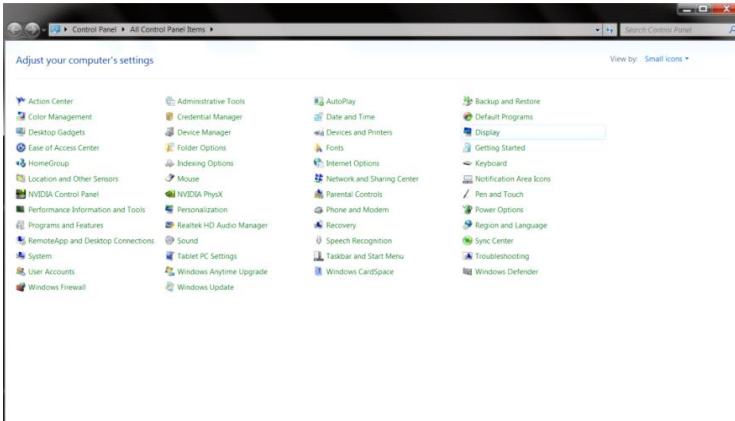 Control Panel ▸ All Control Panel Items ▸ Search Control Panel
Adjust your computer's settings View by: Small icons
Action Center Administrative Tools AutoPlay Backup and Restore
Color Management Credential Manager Date and Time Default Programs
Desktop Gadgets Device Manager Devices and Printers Display
Ease of Access Center Folder Options Fonts Getting Started
HomeGroup Indexing Options Internet Options Keyboard
Location and Other Sensors Mouse Network and Sharing Center Notification Area Icons
NVIDIA Control Panel NVIDIA PhysX Parental Controls Pen and Touch
Performance Information and Tools Personalization Phone and Modem Power Options
Programs and Features Realtek HD Audio Manager Recovery Region and Language
RemoteApp and Desktop Connections Sound Speech Recognition Sync Center
System Tablet PC Settings Taskbar and Start Menu Troubleshooting
User Accounts Windows Anytime Upgrade Windows CardSpace Windows Defender
Windows Firewall Windows Update